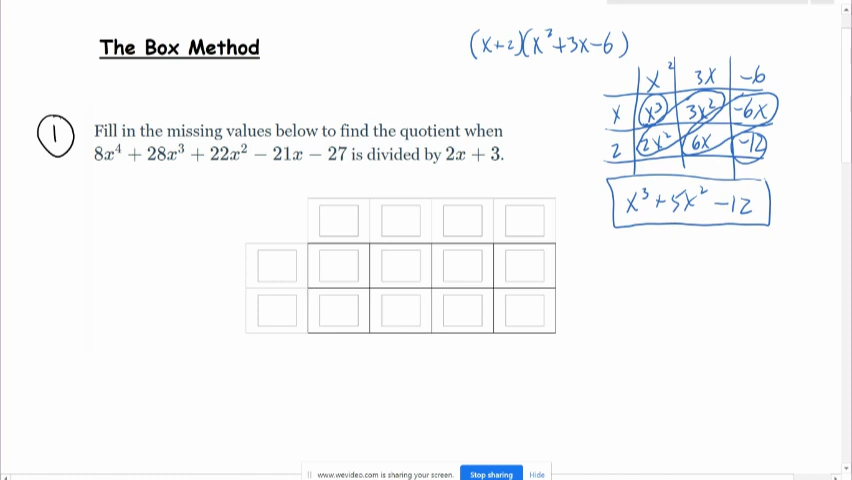 The Box Method
(x+2)(x²+3x-6)
x² 3x -6
x x³ 3x² -6x
2 2x² 6x -12
x³+5x²-12
1 Fill in the missing values below to find the quotient when
8x⁴ + 28x³ + 22x² − 21x − 27 is divided by 2x + 3.
www.wevideo.com is sharing your screen. Stop sharing Hide